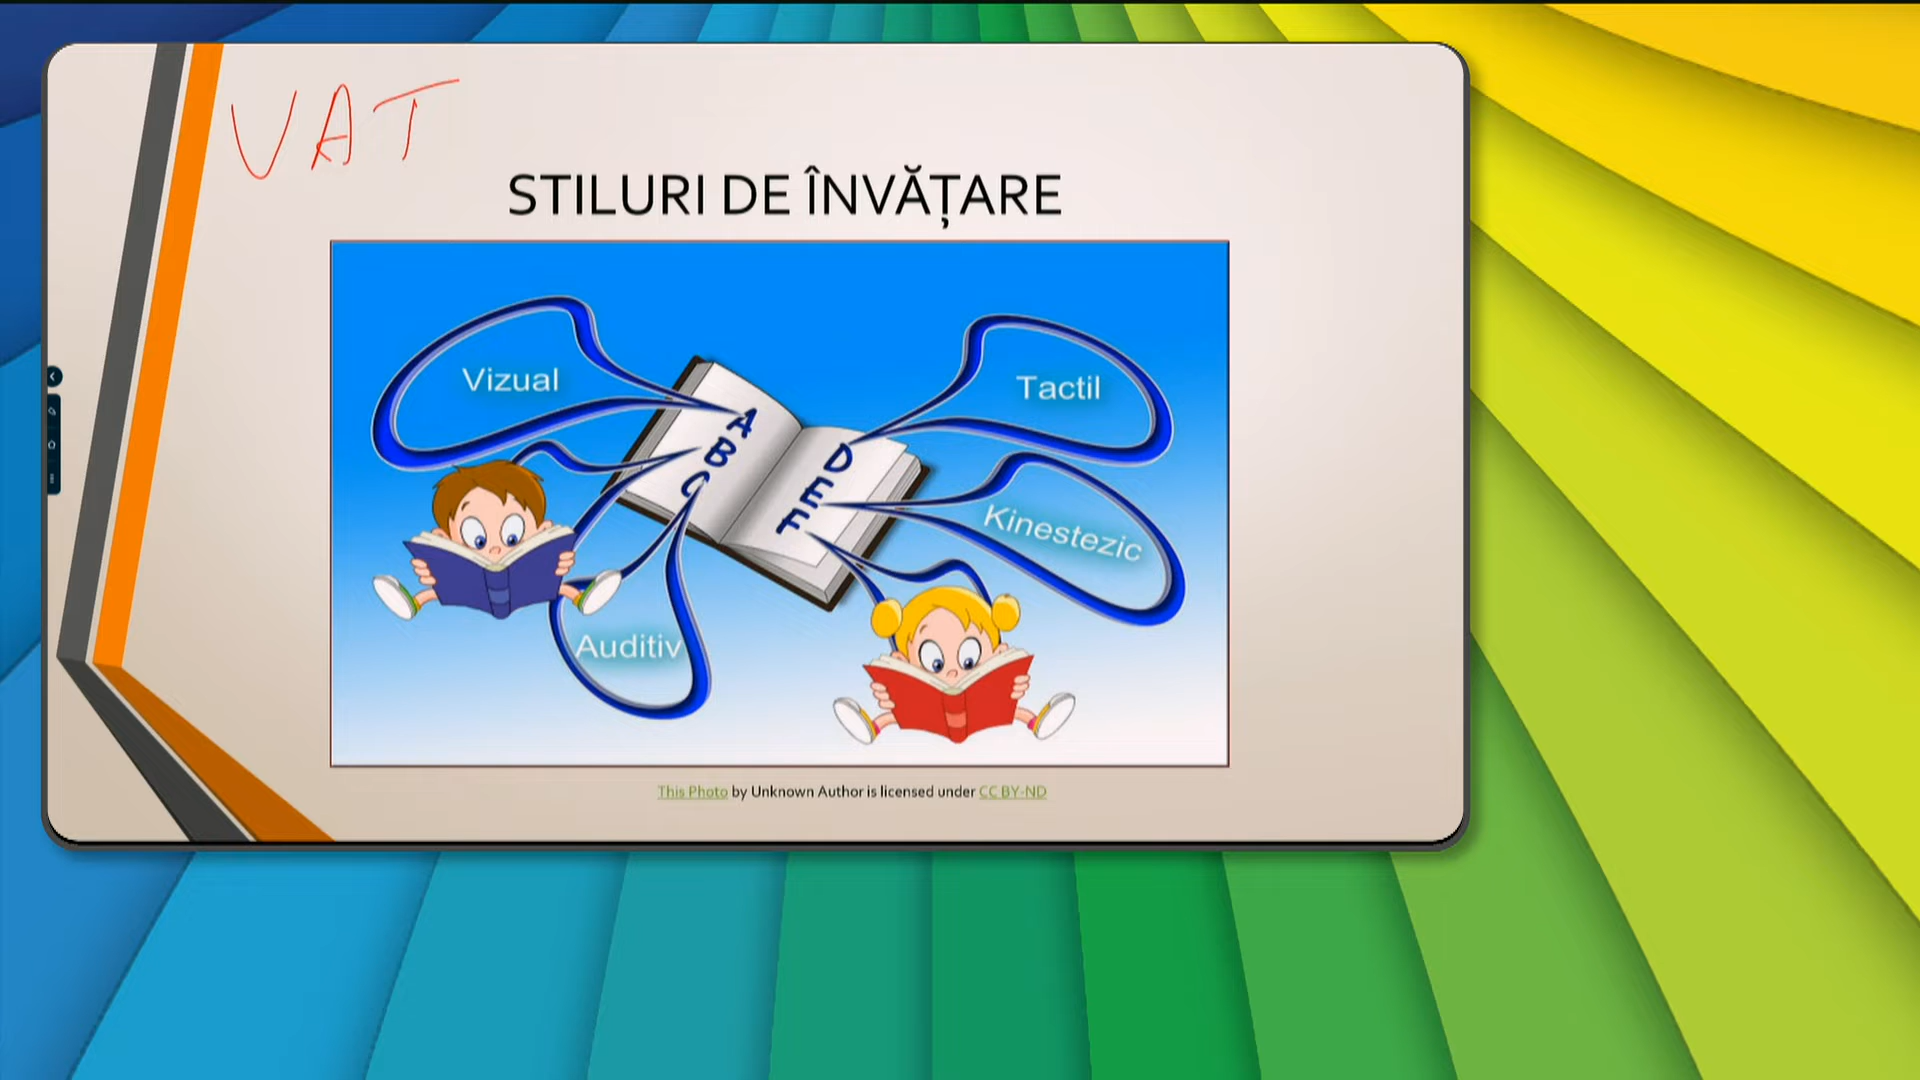 VAT
STILURI DE ÎNVĂȚARE
Vizual
Tactil
A
B
C
D
E
F
Kinestezic
Auditiv
This Photo by Unknown Author is licensed under CC BY-ND